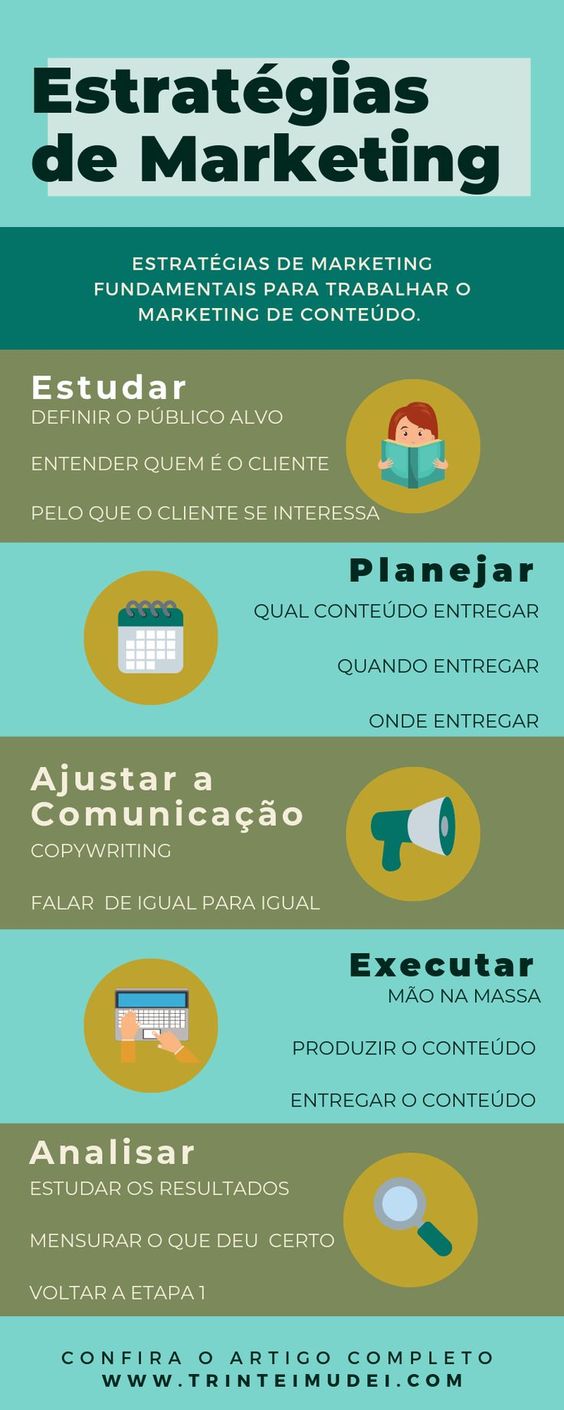 Estratégias
de Marketing
ESTRATÉGIAS DE MARKETING
FUNDAMENTAIS PARA TRABALHAR O
MARKETING DE CONTEÚDO.
Estudar
DEFINIR O PÚBLICO ALVO
ENTENDER QUEM É O CLIENTE
PELO QUE O CLIENTE SE INTERESSA
Planejar
QUAL CONTEÚDO ENTREGAR
QUANDO ENTREGAR
ONDE ENTREGAR
Ajustar a
Comunicação
COPYWRITING
FALAR DE IGUAL PARA IGUAL
Executar
MÃO NA MASSA
PRODUZIR O CONTEÚDO
ENTREGAR O CONTEÚDO
Analisar
ESTUDAR OS RESULTADOS
MENSURAR O QUE DEU CERTO
VOLTAR A ETAPA 1
CONFIRA O ARTIGO COMPLETO
WWW.TRINTEIMUDEI.COM